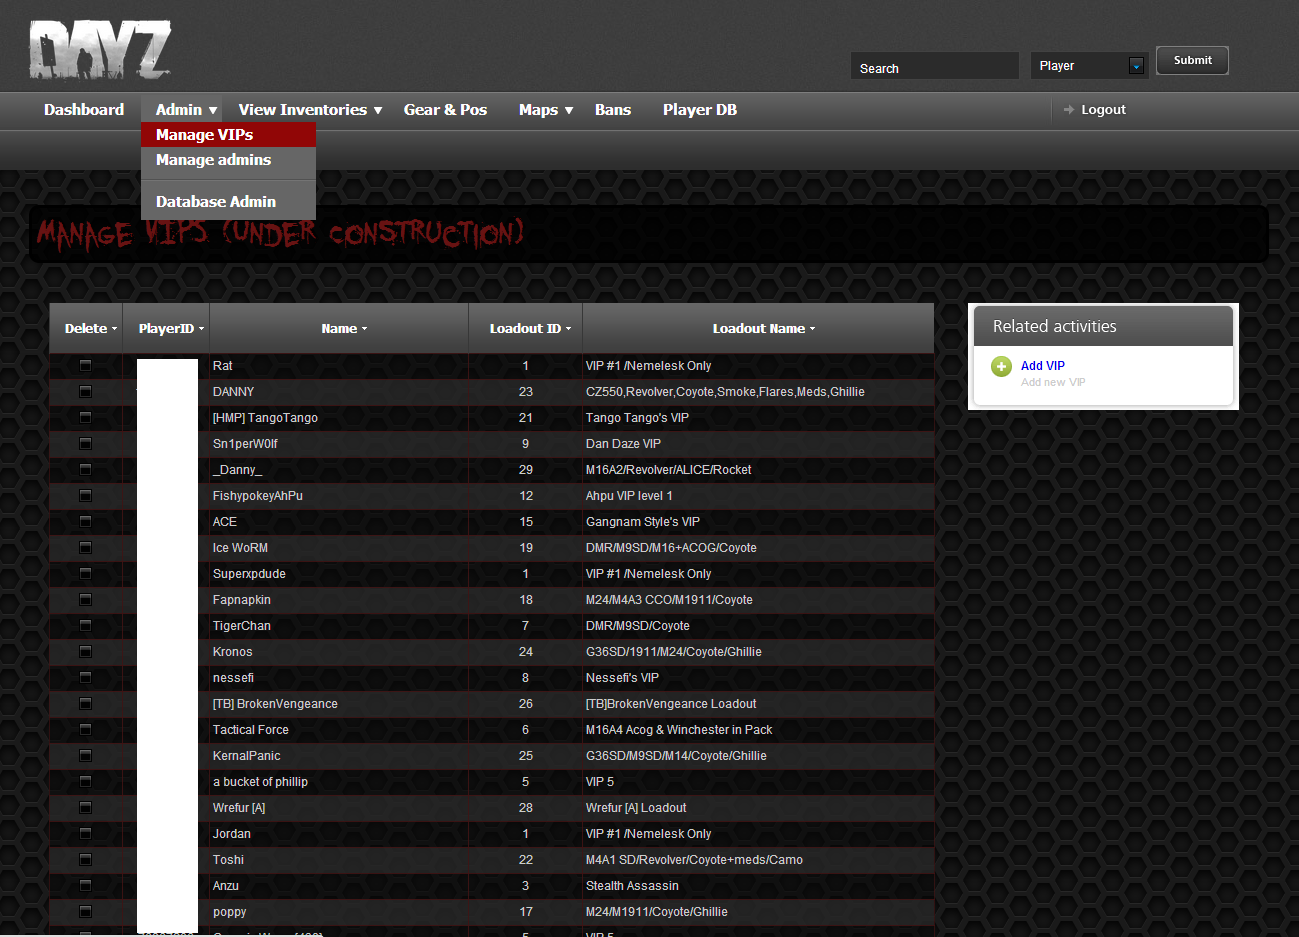 DAYZ
Search Player Submit
Dashboard Admin View Inventories Gear & Pos Maps Bans Player DB Logout
Manage VIPs
Manage admins
Database Admin
MANAGE VIPS (UNDER CONSTRUCTION)
Delete PlayerID Name Loadout ID Loadout Name
Rat 1 VIP #1 /Nemelesk Only
DANNY 23 CZ550,Revolver,Coyote,Smoke,Flares,Meds,Ghillie
[HMP] TangoTango 21 Tango Tango's VIP
Sn1perW0lf 9 Dan Daze VIP
_Danny_ 29 M16A2/Revolver/ALICE/Rocket
FishypokeyAhPu 12 Ahpu VIP level 1
ACE 15 Gangnam Style's VIP
Ice WoRM 19 DMR/M9SD/M16+ACOG/Coyote
Superxpdude 1 VIP #1 /Nemelesk Only
Fapnapkin 18 M24/M4A3 CCO/M1911/Coyote
TigerChan 7 DMR/M9SD/Coyote
Kronos 24 G36SD/1911/M24/Coyote/Ghillie
nessefi 8 Nessefi's VIP
[TB] BrokenVengeance 26 [TB]BrokenVengeance Loadout
Tactical Force 6 M16A4 Acog & Winchester in Pack
KernalPanic 25 G36SD/M9SD/M14/Coyote/Ghillie
a bucket of phillip 5 VIP 5
Wrefur [A] 28 Wrefur [A] Loadout
Jordan 1 VIP #1 /Nemelesk Only
Toshi 22 M4A1 SD/Revolver/Coyote+meds/Camo
Anzu 3 Stealth Assassin
poppy 17 M24/M1911/Coyote/Ghillie
5 VIP 5
Related activities
Add VIP
Add new VIP